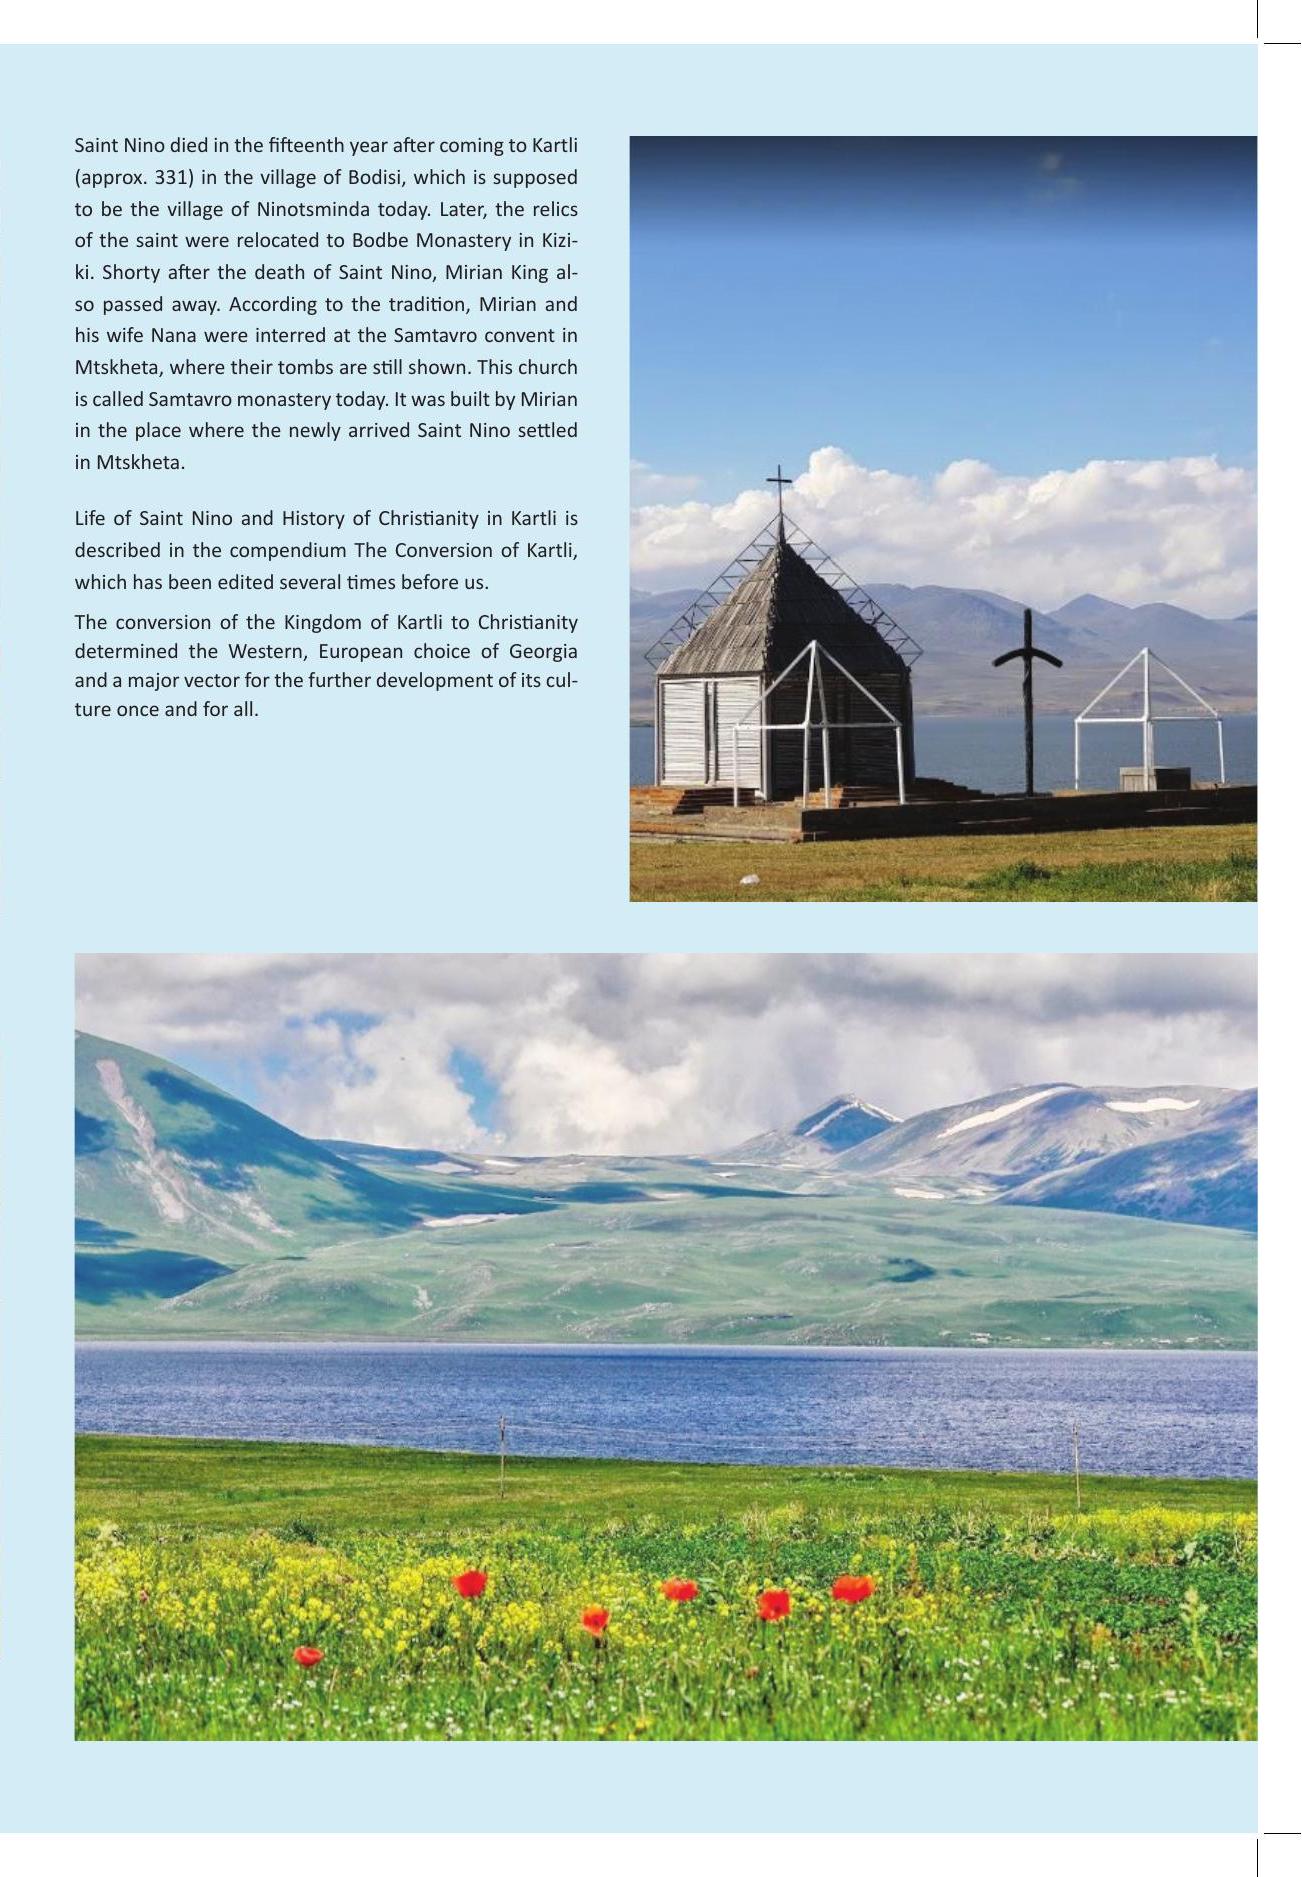 Saint Nino died in the fifteenth year after coming to Kartli
(approx. 331) in the village of Bodisi, which is supposed
to be the village of Ninotsminda today. Later, the relics
of the saint were relocated to Bodbe Monastery in Kizi-
ki. Shorty after the death of Saint Nino, Mirian King al-
so passed away. According to the tradition, Mirian and
his wife Nana were interred at the Samtavro convent in
Mtskheta, where their tombs are still shown. This church
is called Samtavro monastery today. It was built by Mirian
in the place where the newly arrived Saint Nino settled
in Mtskheta.
Life of Saint Nino and History of Christianity in Kartli is
described in the compendium The Conversion of Kartli,
which has been edited several times before us.
The conversion of the Kingdom of Kartli to Christianity
determined the Western, European choice of Georgia
and a major vector for the further development of its cul-
ture once and for all.